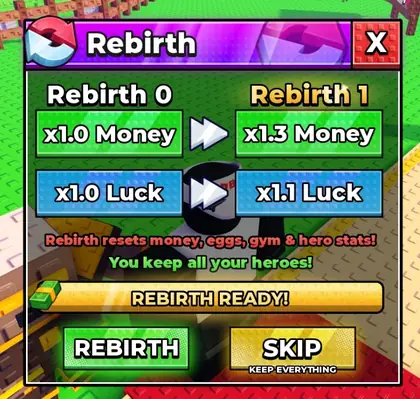 Rebirth
X
Rebirth 0
Rebirth 1
x1.0 Money
x1.3 Money
x1.0 Luck
x1.1 Luck
Rebirth resets money, eggs, gym & hero stats!
You keep all your heroes!
REBIRTH READY!
REBIRTH
SKIP
KEEP EVERYTHING